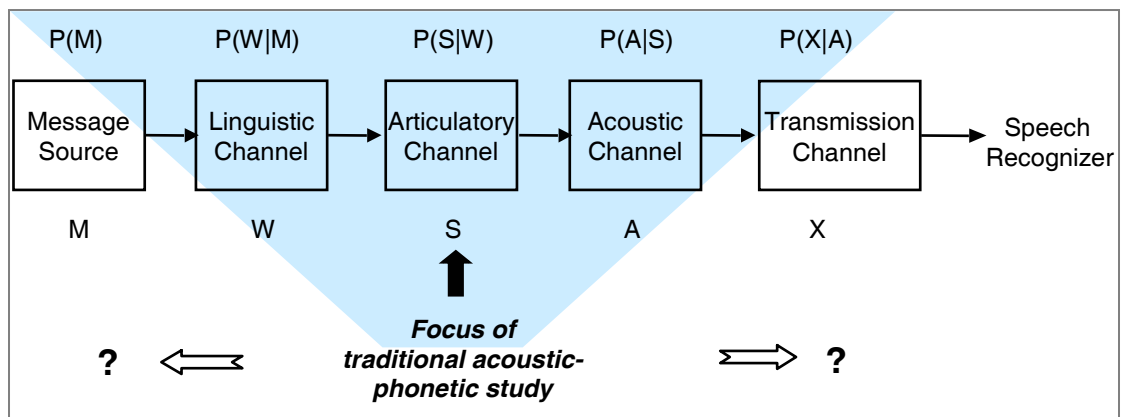 P(M) P(W|M) P(S|W) P(A|S) P(X|A)
Message Source
Linguistic Channel
Articulatory Channel
Acoustic Channel
Transmission Channel
Speech Recognizer
M W S A X
Focus of
traditional acoustic-
phonetic study
? ?